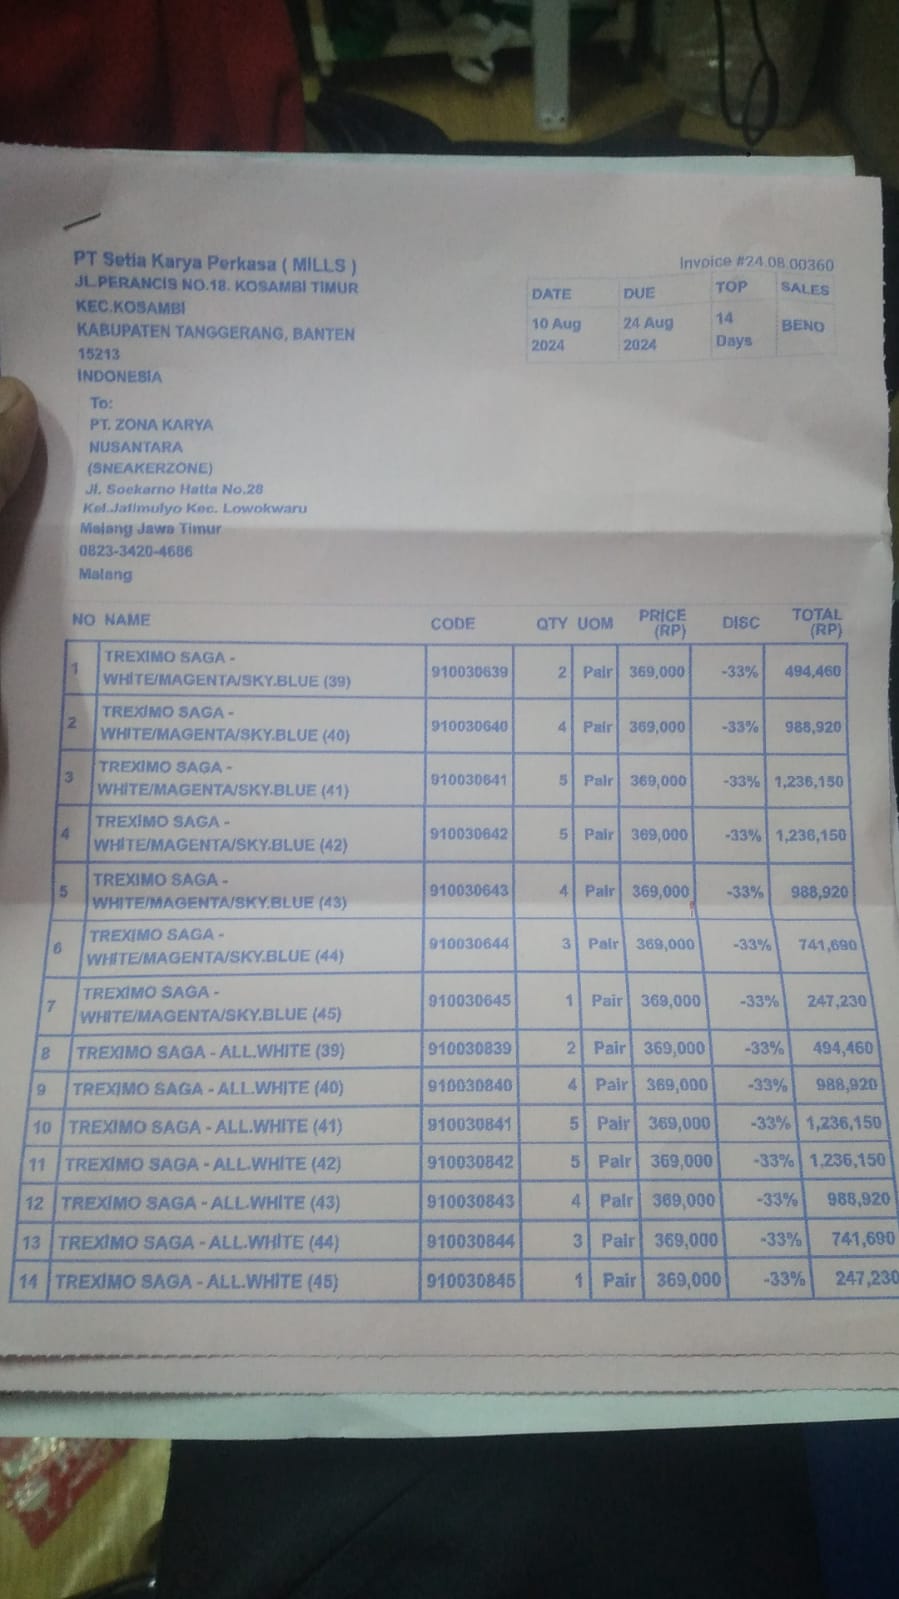 PT Setia Karya Perkasa ( MILLS )
JL.PERANCIS NO.18. KOSAMBI TIMUR
KEC.KOSAMBI
KABUPATEN TANGGERANG, BANTEN
15213
INDONESIA
Invoice #24.08.00360
DATE DUE TOP SALES
10 Aug 2024 24 Aug 2024 14 Days BENO
To:
PT. ZONA KARYA
NUSANTARA
(SNEAKERZONE)
Jl. Soekarno Hatta No.28
Kel.Jatimulyo Kec. Lowokwaru
Malang Jawa Timur
0823-3420-4686
Malang
NO NAME CODE QTY UOM PRICE (RP) DISC TOTAL (RP)
1 TREXIMO SAGA - WHITE/MAGENTA/SKY.BLUE (39) 910030639 2 Pair 369,000 -33% 494,460
2 TREXIMO SAGA - WHITE/MAGENTA/SKY.BLUE (40) 910030640 4 Pair 369,000 -33% 988,920
3 TREXIMO SAGA - WHITE/MAGENTA/SKY.BLUE (41) 910030641 5 Pair 369,000 -33% 1,236,150
4 TREXIMO SAGA - WHITE/MAGENTA/SKY.BLUE (42) 910030642 5 Pair 369,000 -33% 1,236,150
5 TREXIMO SAGA - WHITE/MAGENTA/SKY.BLUE (43) 910030643 4 Pair 369,000 -33% 988,920
6 TREXIMO SAGA - WHITE/MAGENTA/SKY.BLUE (44) 910030644 3 Pair 369,000 -33% 741,690
7 TREXIMO SAGA - WHITE/MAGENTA/SKY.BLUE (45) 910030645 1 Pair 369,000 -33% 247,230
8 TREXIMO SAGA - ALL.WHITE (39) 910030839 2 Pair 369,000 -33% 494,460
9 TREXIMO SAGA - ALL.WHITE (40) 910030840 4 Pair 369,000 -33% 988,920
10 TREXIMO SAGA - ALL.WHITE (41) 910030841 5 Pair 369,000 -33% 1,236,150
11 TREXIMO SAGA - ALL.WHITE (42) 910030842 5 Pair 369,000 -33% 1,236,150
12 TREXIMO SAGA - ALL.WHITE (43) 910030843 4 Pair 369,000 -33% 988,920
13 TREXIMO SAGA - ALL.WHITE (44) 910030844 3 Pair 369,000 -33% 741,690
14 TREXIMO SAGA - ALL.WHITE (45) 910030845 1 Pair 369,000 -33% 247,230